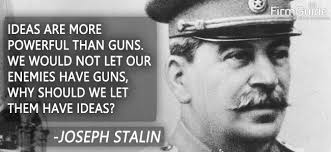 FirmGuide
IDEAS ARE MORE
POWERFUL THAN GUNS.
WE WOULD NOT LET OUR
ENEMIES HAVE GUNS,
WHY SHOULD WE LET
THEM HAVE IDEAS?
-JOSEPH STALIN